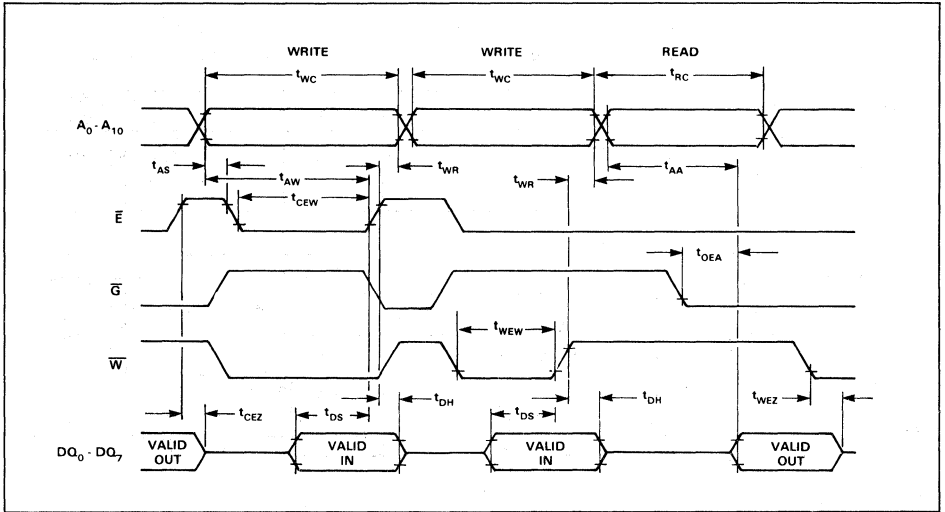 WRITE WRITE READ
tWC tWC tRC
A0 - A10
tAS tWR
tAW tWR tAA
tCEW
E̅
tOEA
G̅
tWEW
W̅
tCEZ tDS tDH tDS tDH tWEZ
DQ0 - DQ7 VALID OUT VALID IN VALID IN VALID OUT